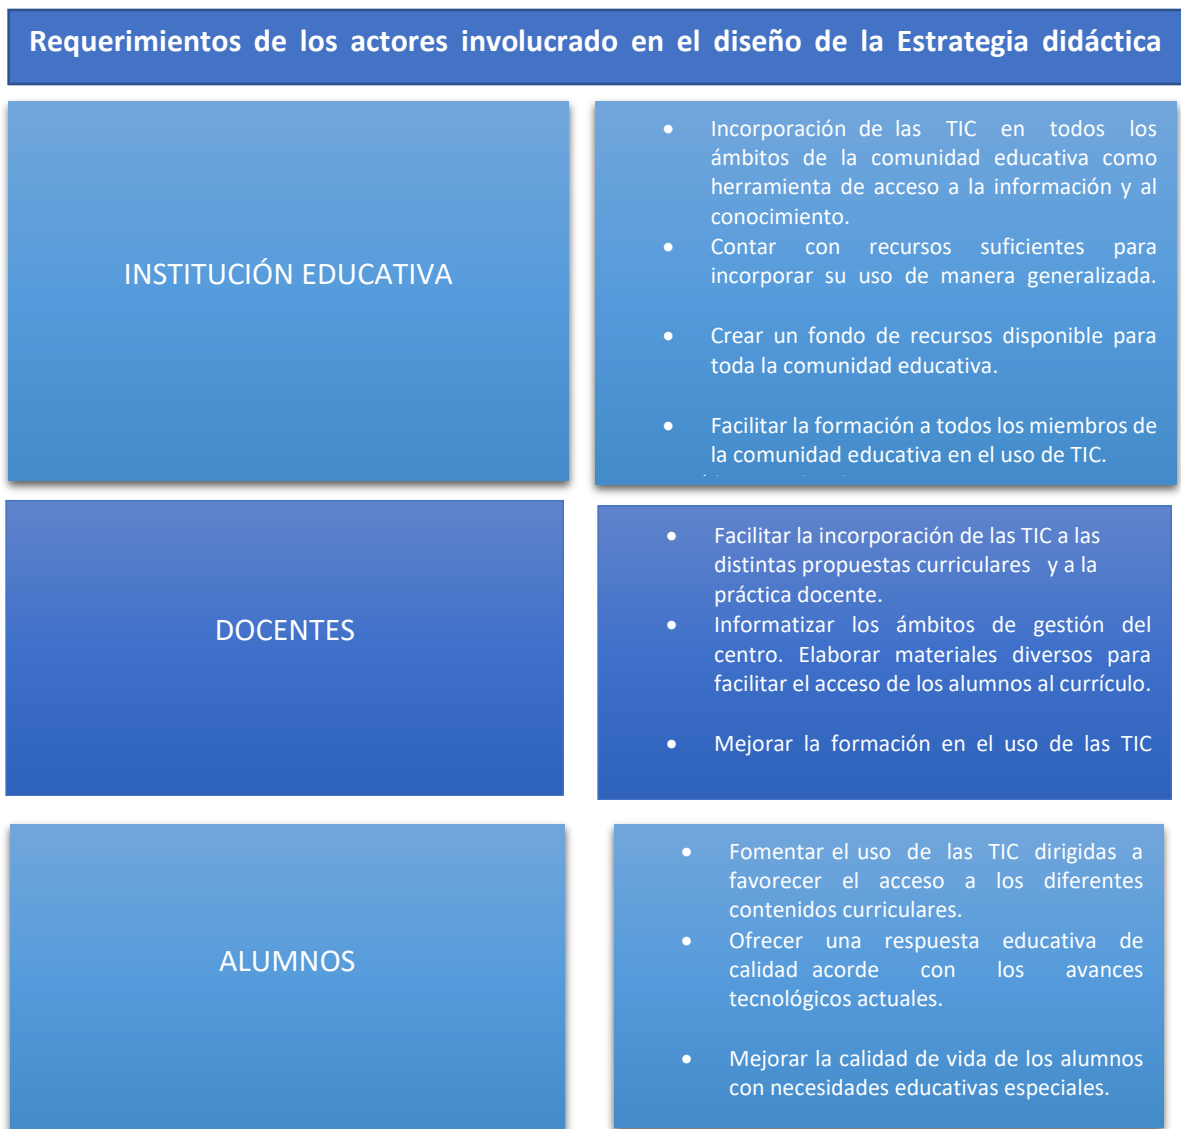 Requerimientos de los actores involucrado en el diseño de la Estrategia didáctica
INSTITUCIÓN EDUCATIVA
• Incorporación de las TIC en todos los
ámbitos de la comunidad educativa como
herramienta de acceso a la información y al
conocimiento.
• Contar con recursos suficientes para
incorporar su uso de manera generalizada.
• Crear un fondo de recursos disponible para
toda la comunidad educativa.
• Facilitar la formación a todos los miembros de
la comunidad educativa en el uso de TIC.
DOCENTES
• Facilitar la incorporación de las TIC a las
distintas propuestas curriculares y a la
práctica docente.
• Informatizar los ámbitos de gestión del
centro. Elaborar materiales diversos para
facilitar el acceso de los alumnos al currículo.
• Mejorar la formación en el uso de las TIC
ALUMNOS
• Fomentar el uso de las TIC dirigidas a
favorecer el acceso a los diferentes
contenidos curriculares.
• Ofrecer una respuesta educativa de
calidad acorde con los avances
tecnológicos actuales.
• Mejorar la calidad de vida de los alumnos
con necesidades educativas especiales.